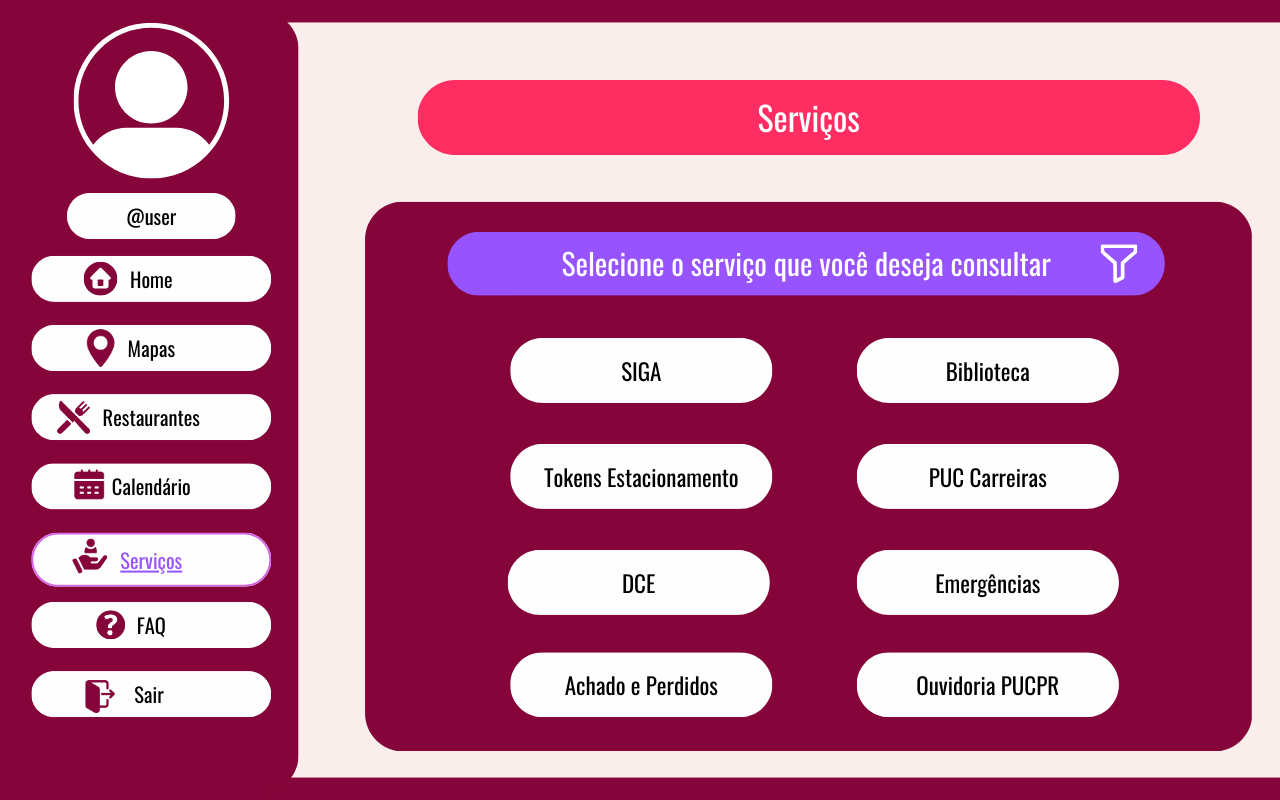 @user
Home
Mapas
Restaurantes
Calendário
Serviços
FAQ
Sair
Serviços
Selecione o serviço que você deseja consultar
SIGA
Biblioteca
Tokens Estacionamento
PUC Carreiras
DCE
Emergências
Achado e Perdidos
Ouvidoria PUCPR